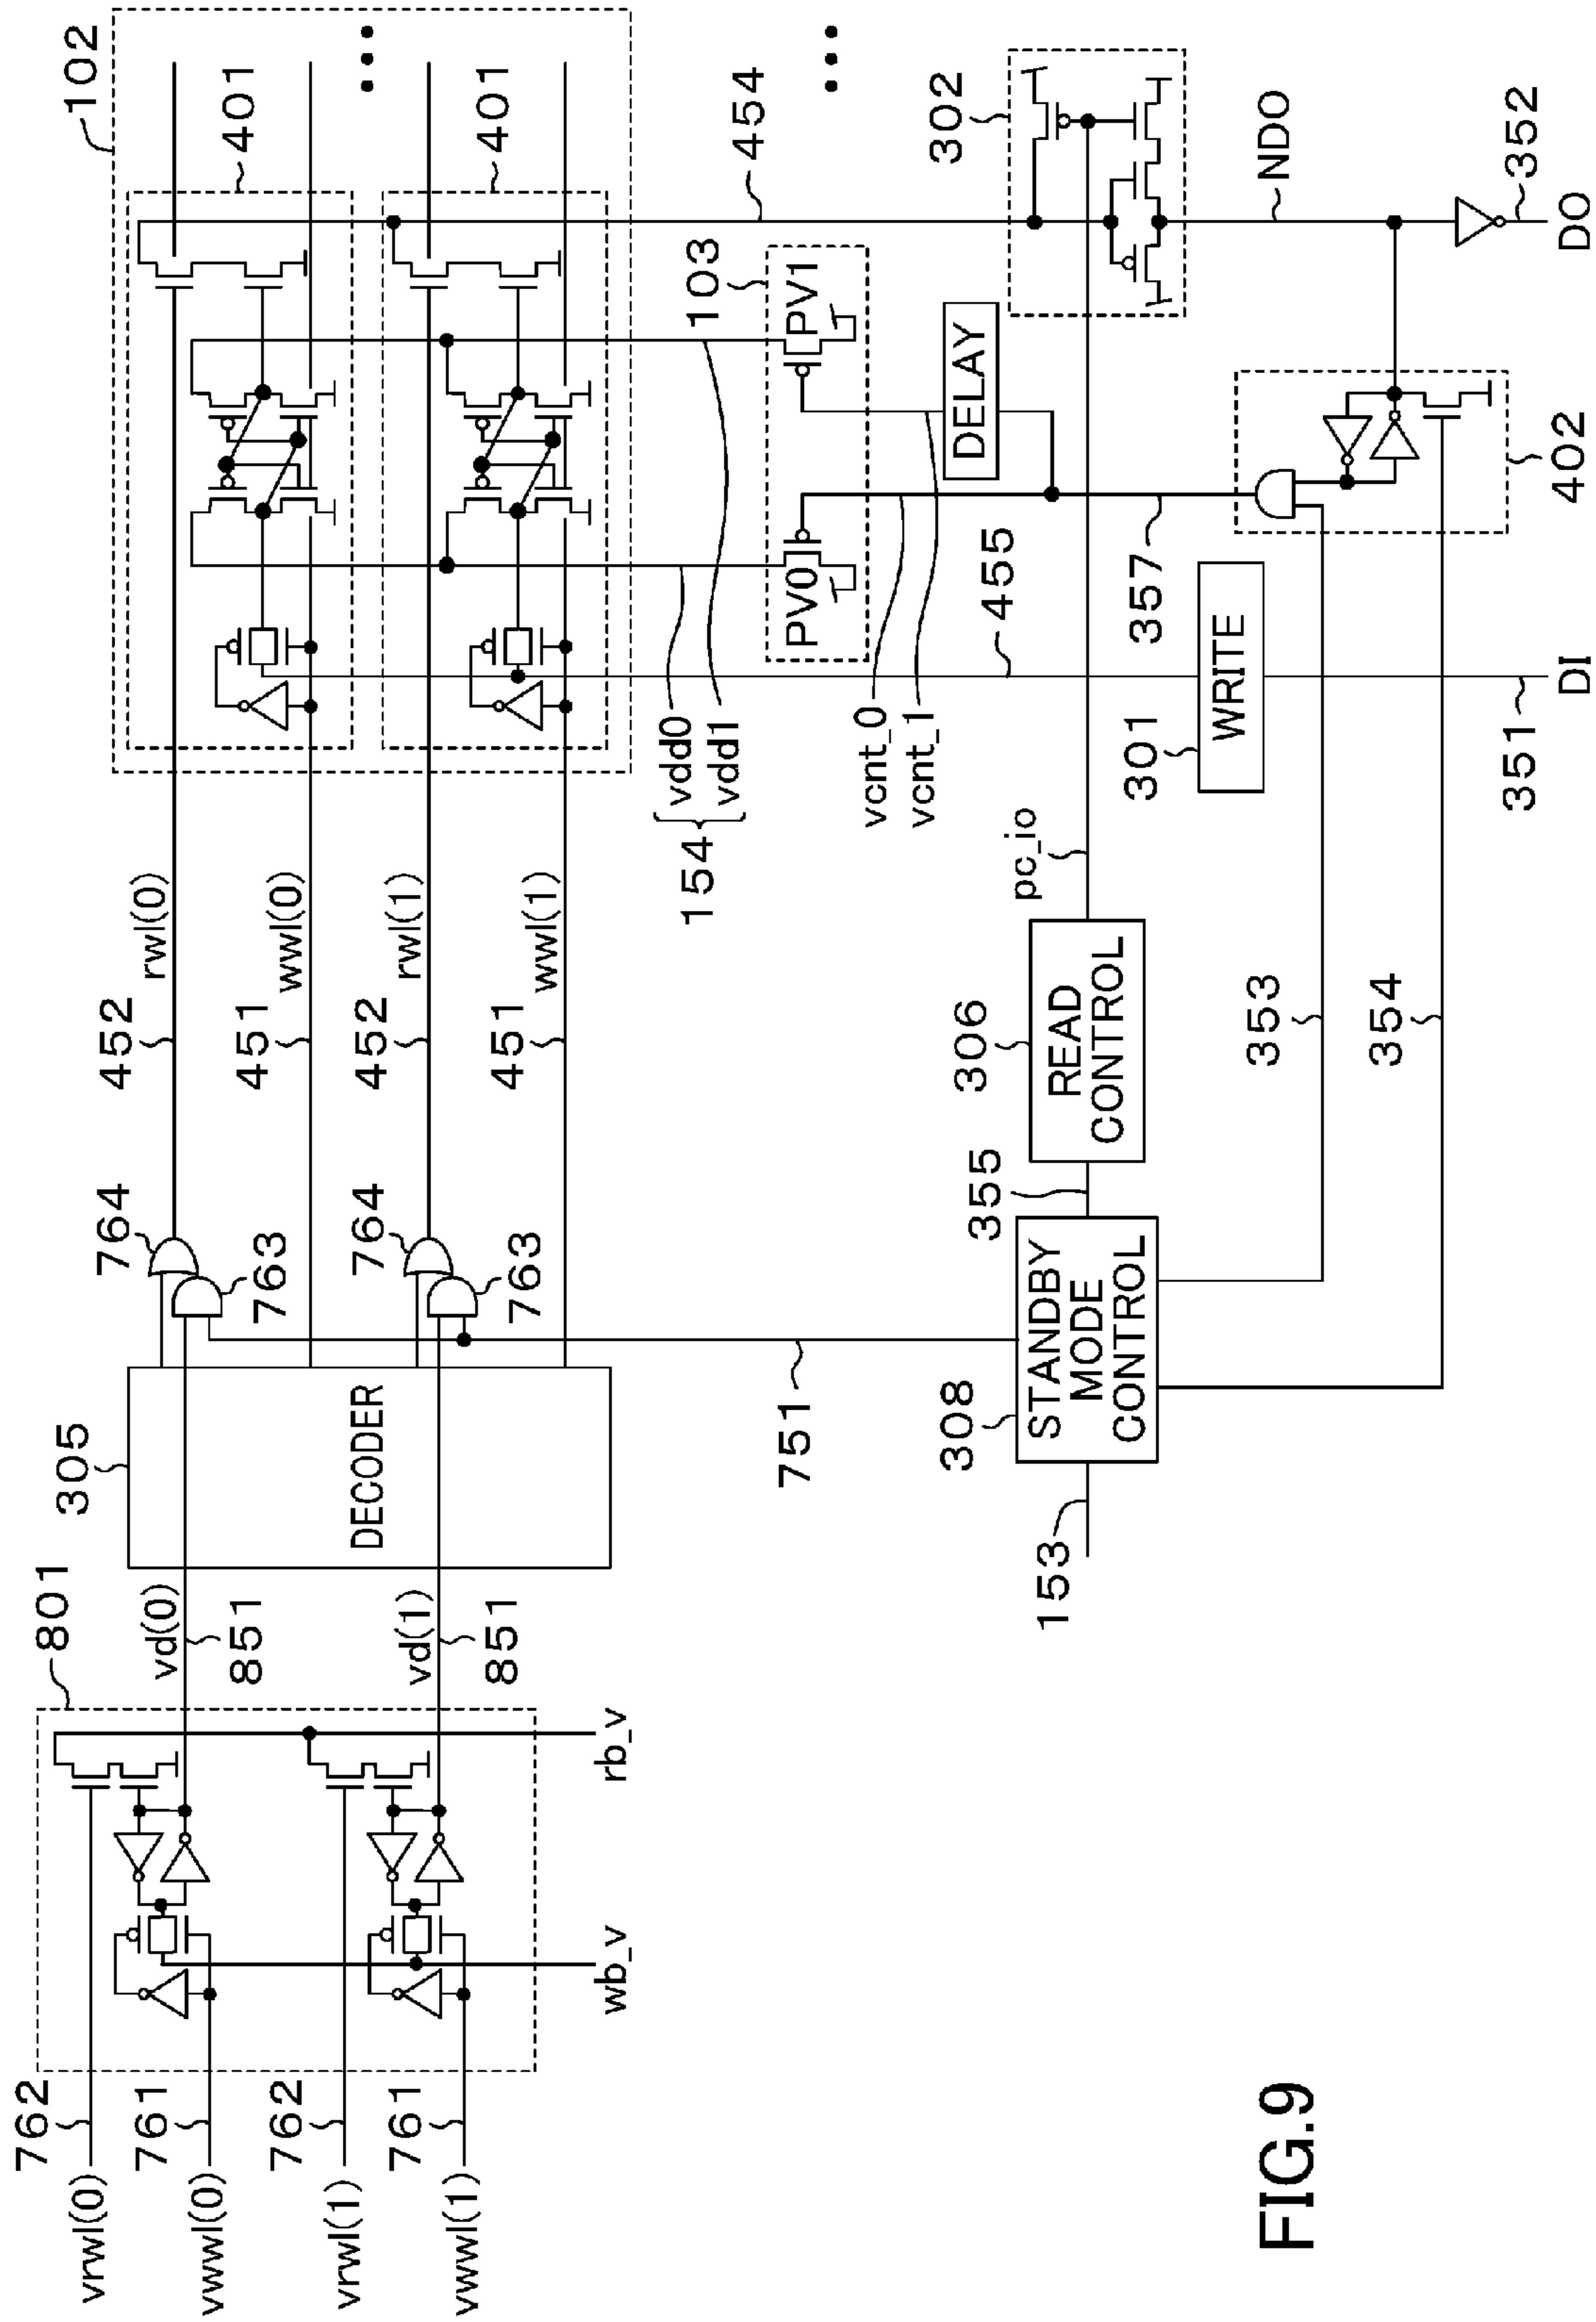 102
401
401
454
302
NDO
352
DO
103
PV1
PV0
DELAY
402
357
455
vdd0
vdd1
154
vcnt_0
vcnt_1
WRITE
301
351
DI
rwl(0)
wwl(0)
rwl(1)
wwl(1)
452
451
452
451
pc_io
306
READ
CONTROL
353
354
355
764
763
764
763
305
DECODER
751
308
STANDBY
MODE
CONTROL
153
801
vd(0)
851
vd(1)
851
rb_v
wb_v
762
761
762
761
vrwl(0)
vwwl(0)
vrwl(1)
vwwl(1)
FIG.9